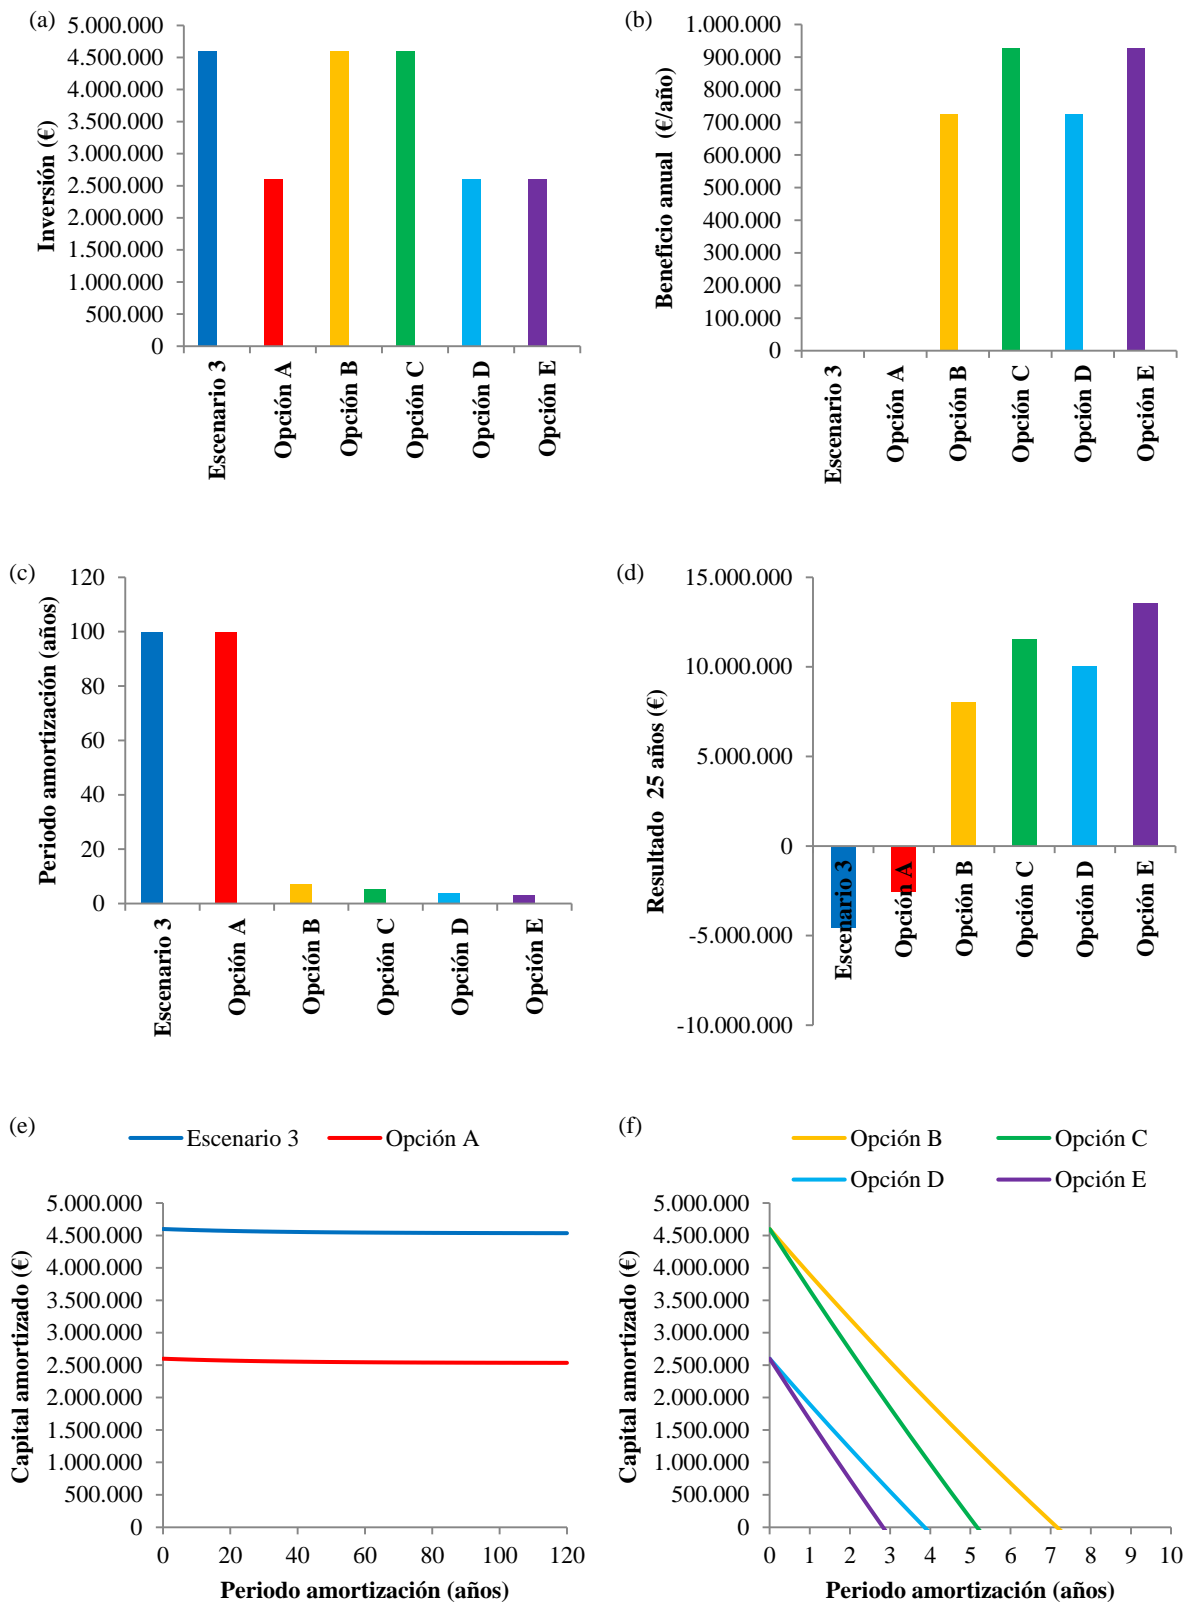 (a)
5.000.000
4.500.000
4.000.000
3.500.000
3.000.000
2.500.000
2.000.000
1.500.000
1.000.000
500.000
0
Inversión (€)
Escenario 3
Opción A
Opción B
Opción C
Opción D
Opción E
(b)
1.000.000
900.000
800.000
700.000
600.000
500.000
400.000
300.000
200.000
100.000
0
Beneficio anual (€/año)
Escenario 3
Opción A
Opción B
Opción C
Opción D
Opción E
(c)
120
100
80
60
40
20
0
Periodo amortización (años)
Escenario 3
Opción A
Opción B
Opción C
Opción D
Opción E
(d)
15.000.000
10.000.000
5.000.000
0
-5.000.000
-10.000.000
Resultado 25 años (€)
Escenario 3
Opción A
Opción B
Opción C
Opción D
Opción E
(e)
Escenario 3
Opción A
5.000.000
4.500.000
4.000.000
3.500.000
3.000.000
2.500.000
2.000.000
1.500.000
1.000.000
500.000
0
Capital amortizado (€)
0 20 40 60 80 100 120
Periodo amortización (años)
(f)
Opción B
Opción C
Opción D
Opción E
5.000.000
4.500.000
4.000.000
3.500.000
3.000.000
2.500.000
2.000.000
1.500.000
1.000.000
500.000
0
Capital amortizado (€)
0 1 2 3 4 5 6 7 8 9 10
Periodo amortización (años)